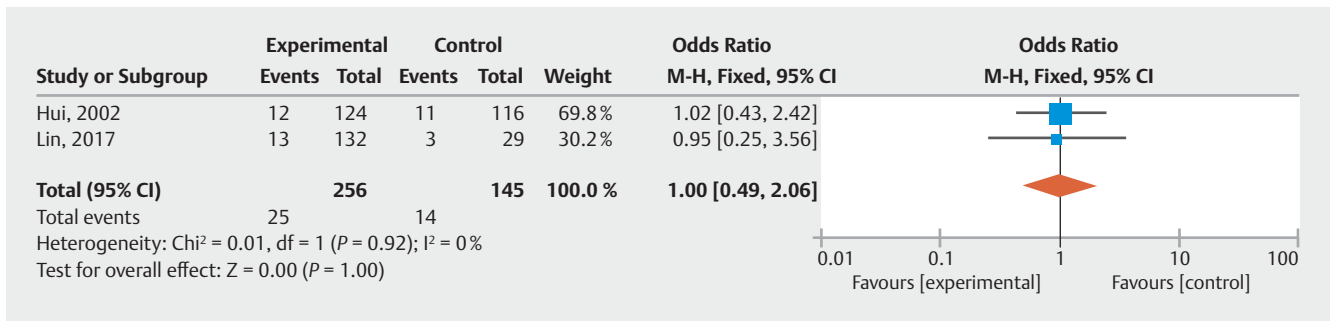 Experimental Control Odds Ratio Odds Ratio
Study or Subgroup Events Total Events Total Weight M-H, Fixed, 95% CI M-H, Fixed, 95% CI
Hui, 2002 12 124 11 116 69.8% 1.02 [0.43, 2.42]
Lin, 2017 13 132 3 29 30.2% 0.95 [0.25, 3.56]
Total (95% CI) 256 145 100.0 % 1.00 [0.49, 2.06]
Total events 25 14
Heterogeneity: Chi² = 0.01, df = 1 (P = 0.92); I² = 0%
Test for overall effect: Z = 0.00 (P = 1.00)
0.01 0.1 1 10 100
Favours [experimental] Favours [control]